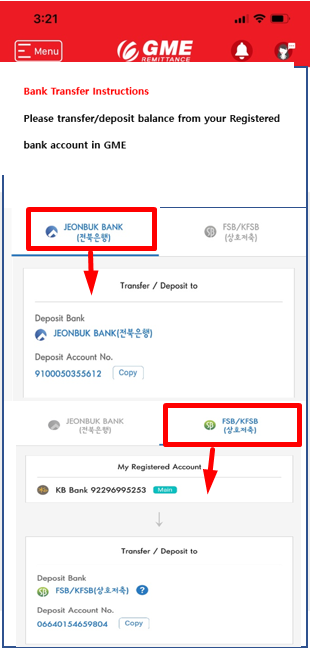 3:21
Menu
GME
REMITTANCE
Bank Transfer Instructions
Please transfer/deposit balance from your Registered
bank account in GME
JEONBUK BANK
(전북은행)
FSB/KFSB
(상호저축)
Transfer / Deposit to
Deposit Bank
JEONBUK BANK(전북은행)
Deposit Account No.
9100050355612 Copy
JEONBUK BANK
(전북은행)
FSB/KFSB
(상호저축)
My Registered Account
KB Bank 92296995253 Main
Transfer / Deposit to
Deposit Bank
FSB/KFSB(상호저축) ?
Deposit Account No.
06640154659804 Copy